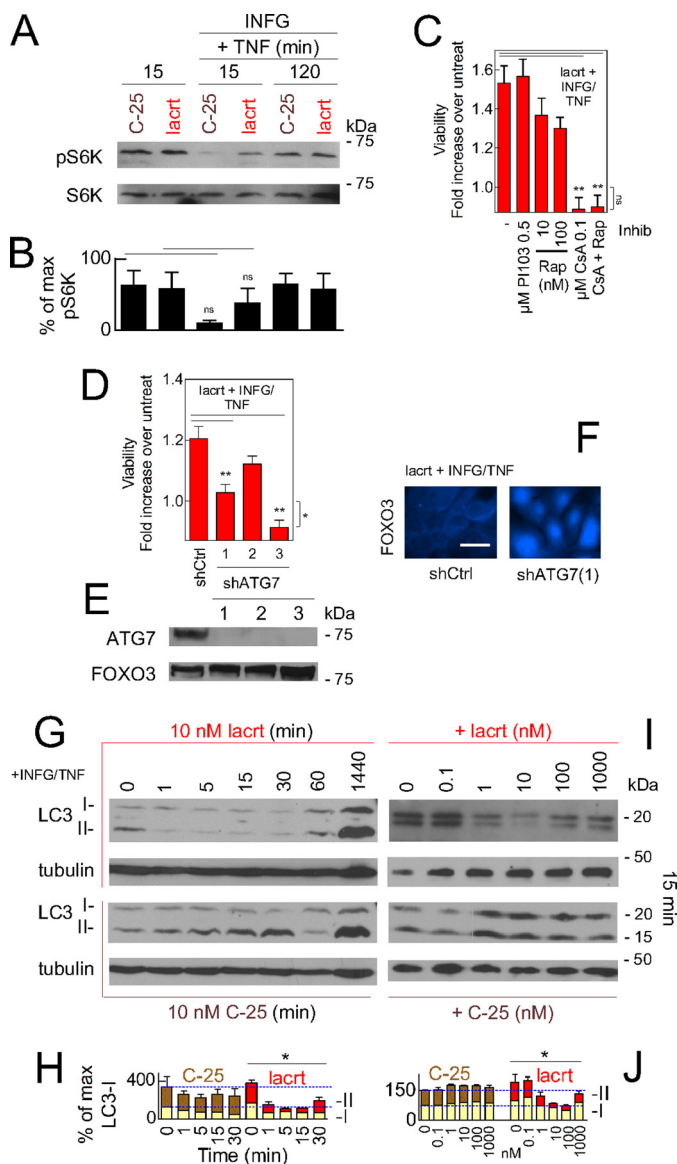 A
INFG
+ TNF (min)
15 15 120
C-25 lacrt C-25 lacrt C-25 lacrt
kDa
pS6K
- 75
S6K
- 75
B
% of max
pS6K
100
0
ns
ns
C
Viability
Fold increase over untreat
1.6
1.4
1.2
1.0
lacrt +
INFG/
TNF
** **
ns
- µM PI103 0.5 10 100 µM CsA 0.1 CsA + Rap
Inhib
Rap
(nM)
D
Viability
Fold increase over untreat
1.4
1.2
1.0
lacrt + INFG/
TNF
**
**
*
shCtrl 1 2 3
shATG7
E
1 2 3 kDa
ATG7
- 75
FOXO3
- 75
F
lacrt + INFG/TNF
FOXO3
shCtrl shATG7(1)
G
10 nM lacrt (min)
+INFG/TNF
0 1 5 15 30 60 1440
LC3 I-
II-
tubulin
LC3 I-
II-
tubulin
10 nM C-25 (min)
I
+ lacrt (nM)
0 0.1 1 10 100 1000
kDa
- 20
- 50
- 20
- 15
- 50
15 min
+ C-25 (nM)
H
% of max
LC3-I
400
0
C-25
*
lacrt
-II
-I
0 1 5 15 30 0 1 5 15 30
Time (min)
J
150
0
C-25
*
lacrt
-II
-I
0 0.1 1 10 100 1000 0 0.1 1 10 100 1000
nM